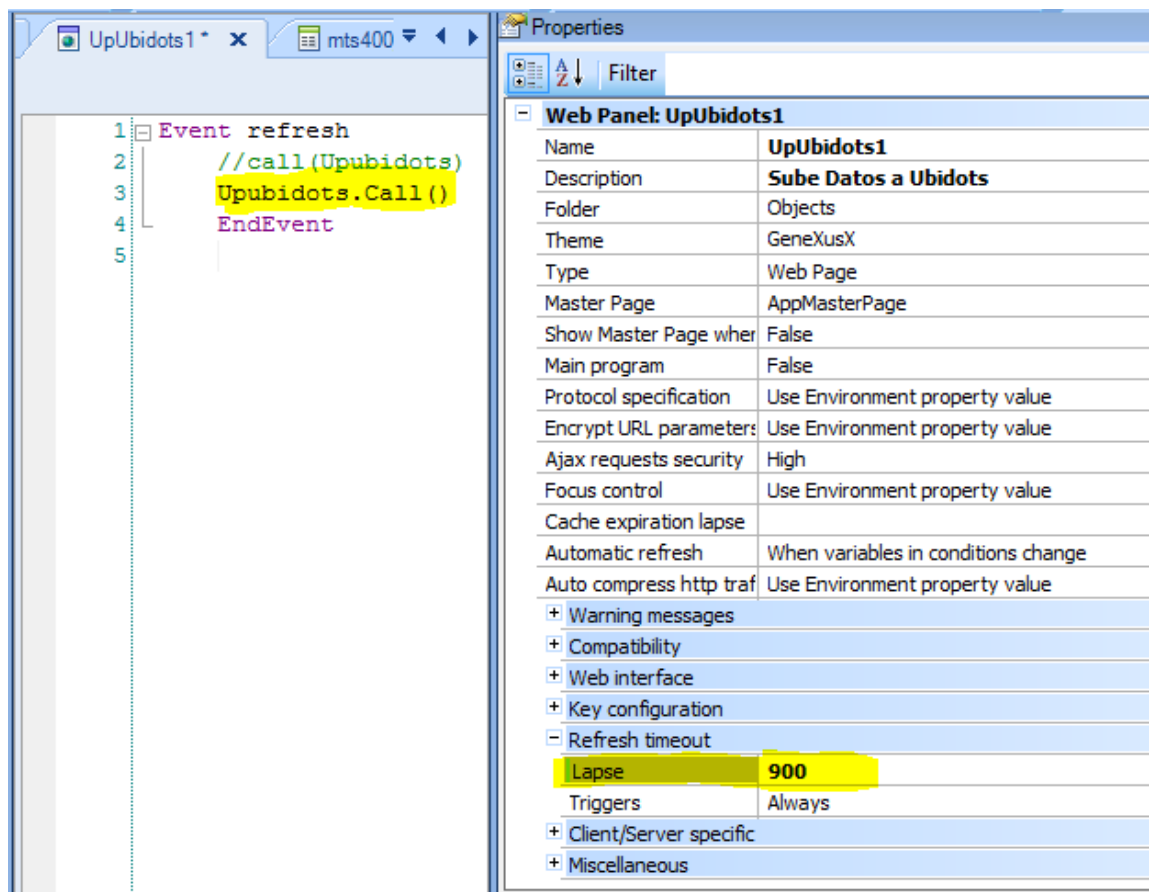 UpUbidots1 * x mts400
1 Event refresh
2 //call(Upubidots)
3 Upubidots.Call()
4 EndEvent
5
Properties
A Z Filter
Web Panel: UpUbidots1
Name UpUbidots1
Description Sube Datos a Ubidots
Folder Objects
Theme GeneXusX
Type Web Page
Master Page AppMasterPage
Show Master Page wher False
Main program False
Protocol specification Use Environment property value
Encrypt URL parameters Use Environment property value
Ajax requests security High
Focus control Use Environment property value
Cache expiration lapse
Automatic refresh When variables in conditions change
Auto compress http traf Use Environment property value
Warning messages
Compatibility
Web interface
Key configuration
Refresh timeout
Lapse 900
Triggers Always
Client/Server specific
Miscellaneous